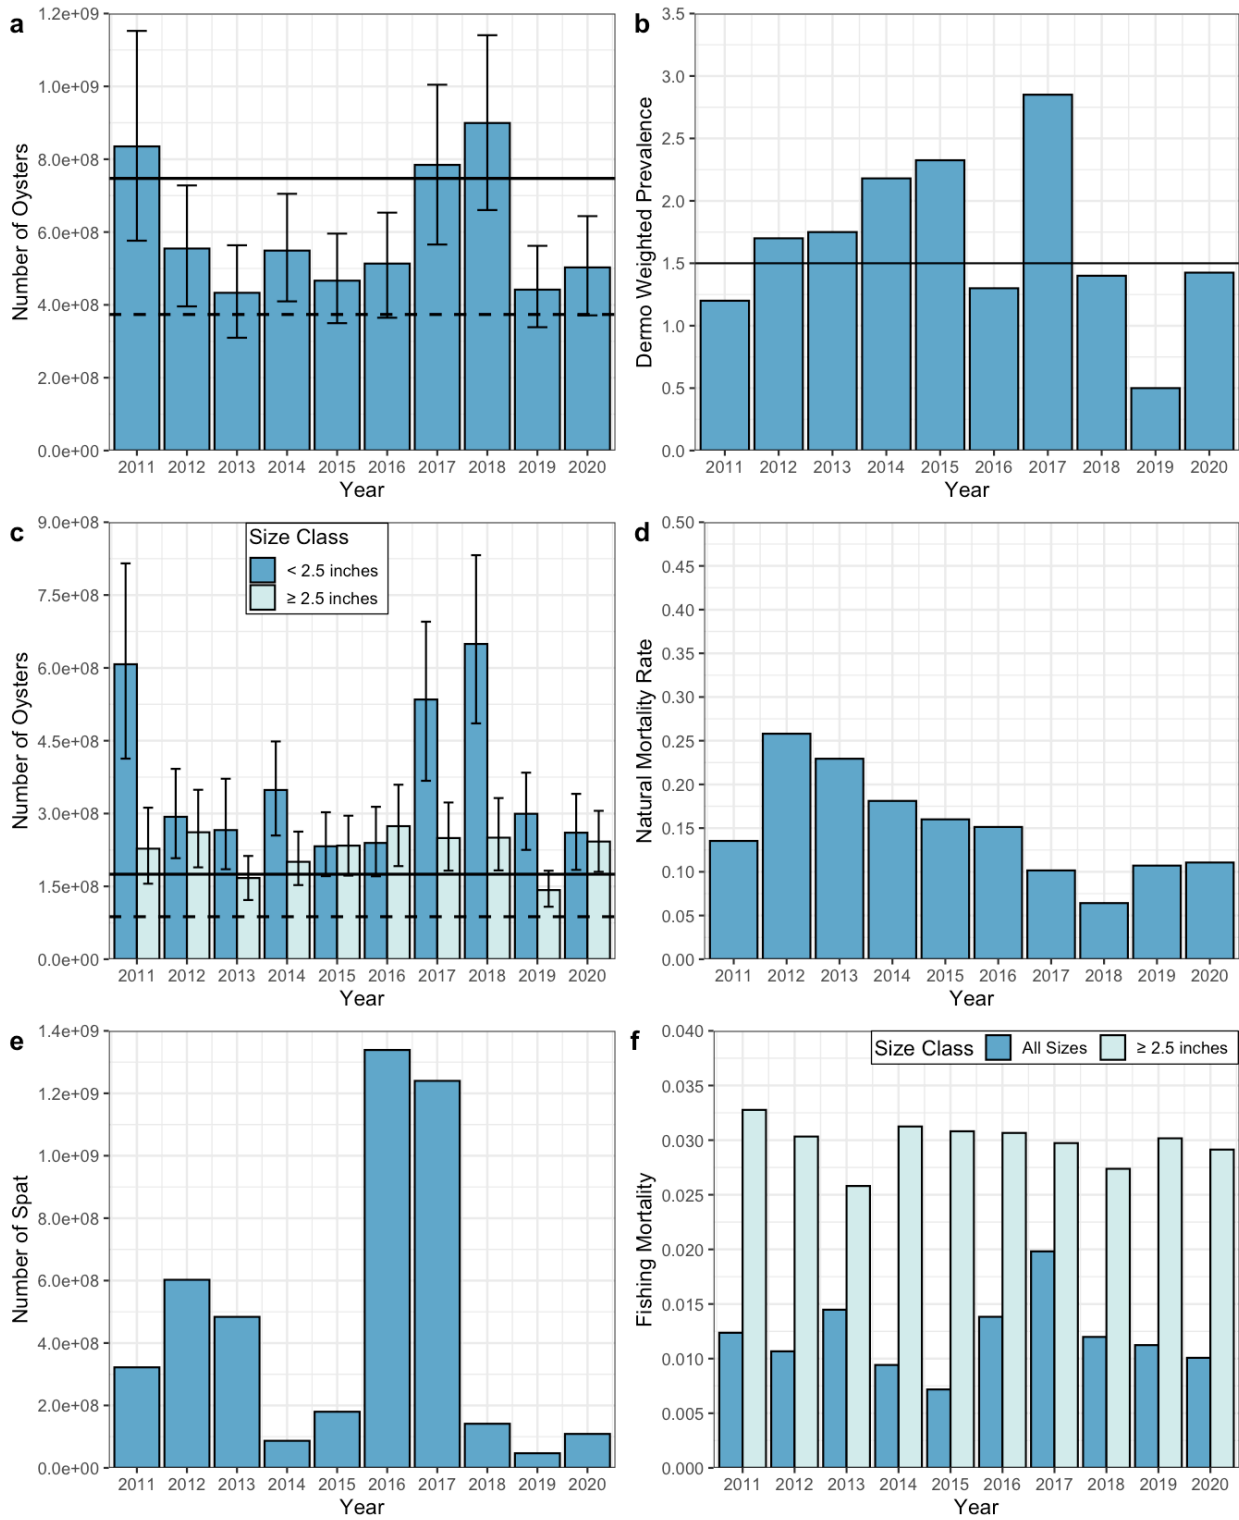 a
1.2e+09
1.0e+09
8.0e+08
6.0e+08
4.0e+08
2.0e+08
0.0e+00
Number of Oysters
2011 2012 2013 2014 2015 2016 2017 2018 2019 2020
Year
b
3.5
3.0
2.5
2.0
1.5
1.0
0.5
0.0
Dermo Weighted Prevalence
2011 2012 2013 2014 2015 2016 2017 2018 2019 2020
Year
c
9.0e+08
7.5e+08
6.0e+08
4.5e+08
3.0e+08
1.5e+08
0.0e+00
Number of Oysters
Size Class
< 2.5 inches
≥ 2.5 inches
2011 2012 2013 2014 2015 2016 2017 2018 2019 2020
Year
d
0.50
0.45
0.40
0.35
0.30
0.25
0.20
0.15
0.10
0.05
0.00
Natural Mortality Rate
2011 2012 2013 2014 2015 2016 2017 2018 2019 2020
Year
e
1.4e+09
1.2e+09
1.0e+09
8.0e+08
6.0e+08
4.0e+08
2.0e+08
0.0e+00
Number of Spat
2011 2012 2013 2014 2015 2016 2017 2018 2019 2020
Year
f
0.040
0.035
0.030
0.025
0.020
0.015
0.010
0.005
0.000
Fishing Mortality
Size Class All Sizes ≥ 2.5 inches
2011 2012 2013 2014 2015 2016 2017 2018 2019 2020
Year